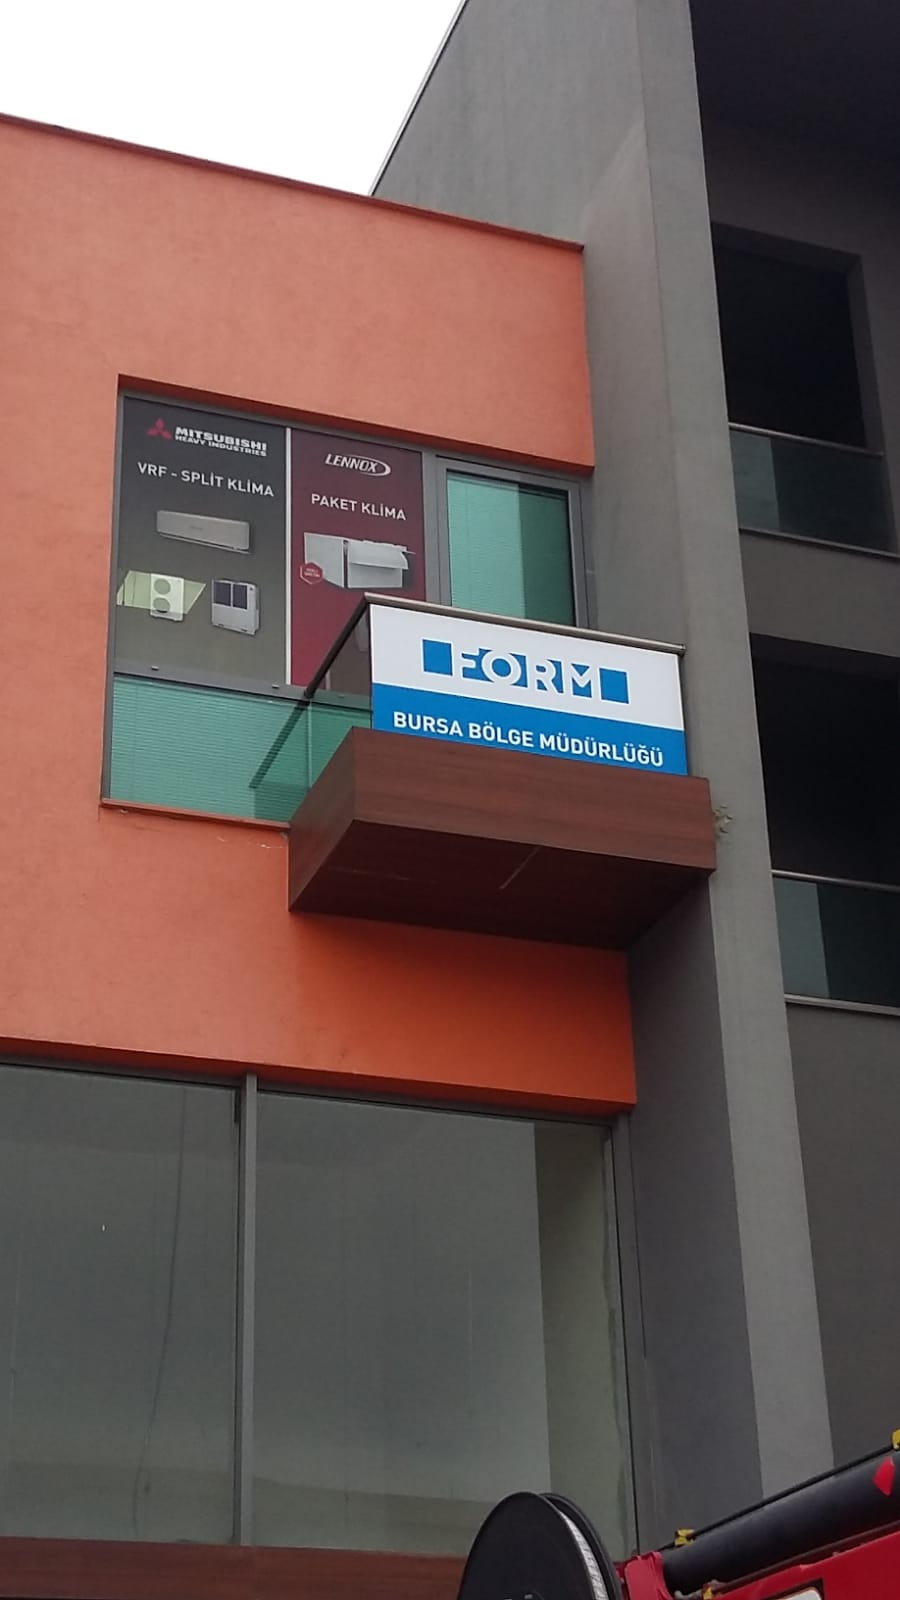 MITSUBISHI
HEAVY INDUSTRIES
VRF - SPLİT KLİMA
LENNOX
PAKET KLİMA
FORM
BURSA BÖLGE MÜDÜRLÜĞÜ